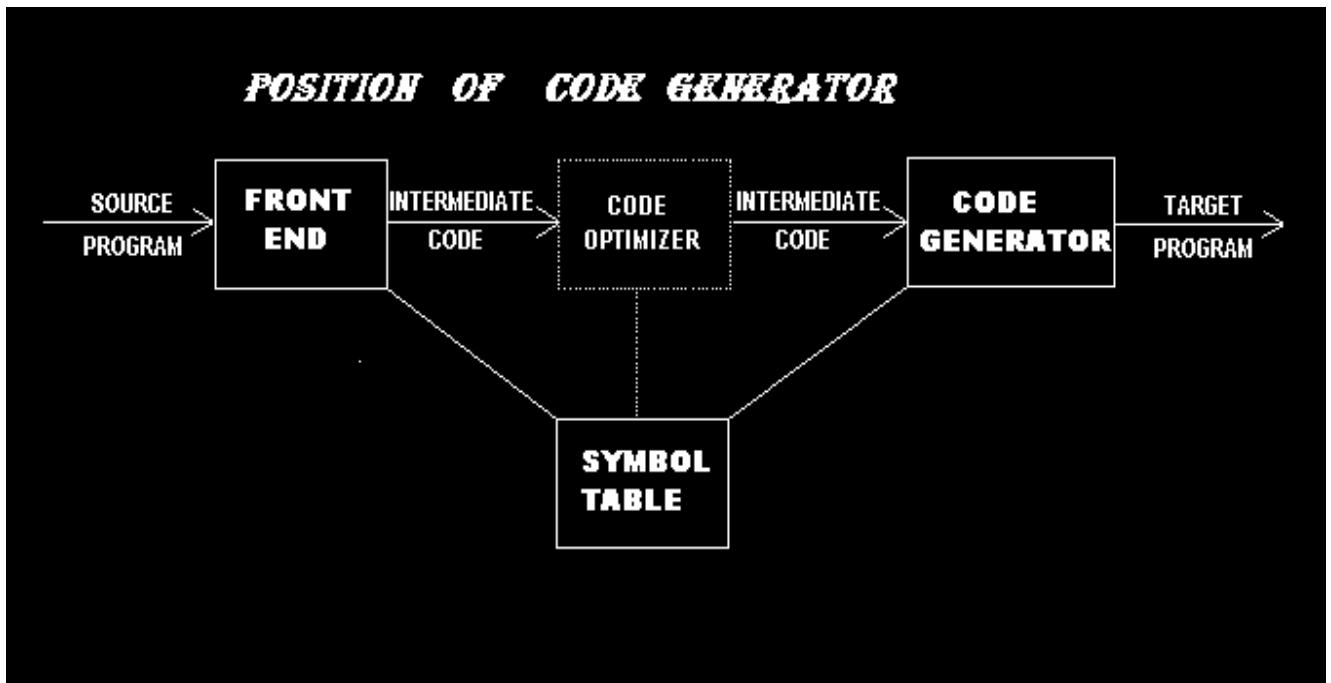 POSITION OF CODE GENERATOR
SOURCE
PROGRAM
FRONT
END
INTERMEDIATE
CODE
CODE
OPTIMIZER
INTERMEDIATE
CODE
CODE
GENERATOR
TARGET
PROGRAM
SYMBOL
TABLE